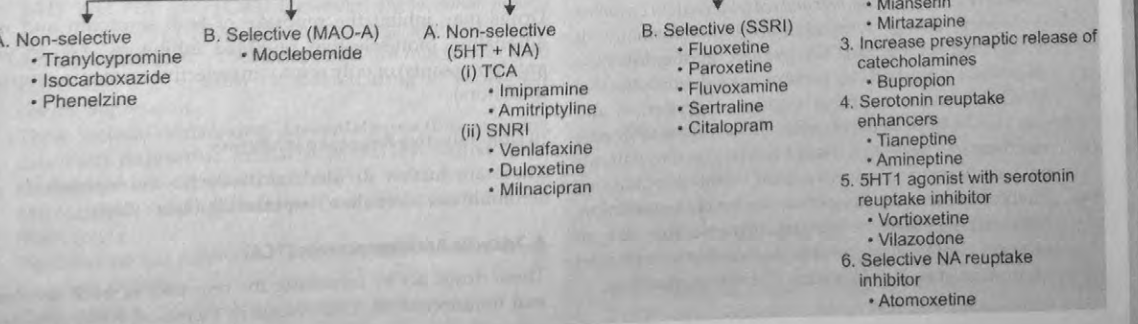 A. Non-selective
• Tranylcypromine
• Isocarboxazide
• Phenelzine
B. Selective (MAO-A)
• Moclebemide
A. Non-selective
(5HT + NA)
(I) TCA
• Imipramine
• Amitriptyline
(ii) SNRI
• Venlafaxine
• Duloxetine
• Milnacipran
B. Selective (SSRI)
• Fluoxetine
• Paroxetine
• Fluvoxamine
• Sertraline
• Citalopram
• Mianserin
• Mirtazapine
3. Increase presynaptic release of
catecholamines
• Bupropion
4. Serotonin reuptake
enhancers
• Tianeptine
• Amineptine
5. 5HT1 agonist with serotonin
reuptake inhibitor
• Vortioxetine
• Vilazodone
6. Selective NA reuptake
inhibitor
• Atomoxetine